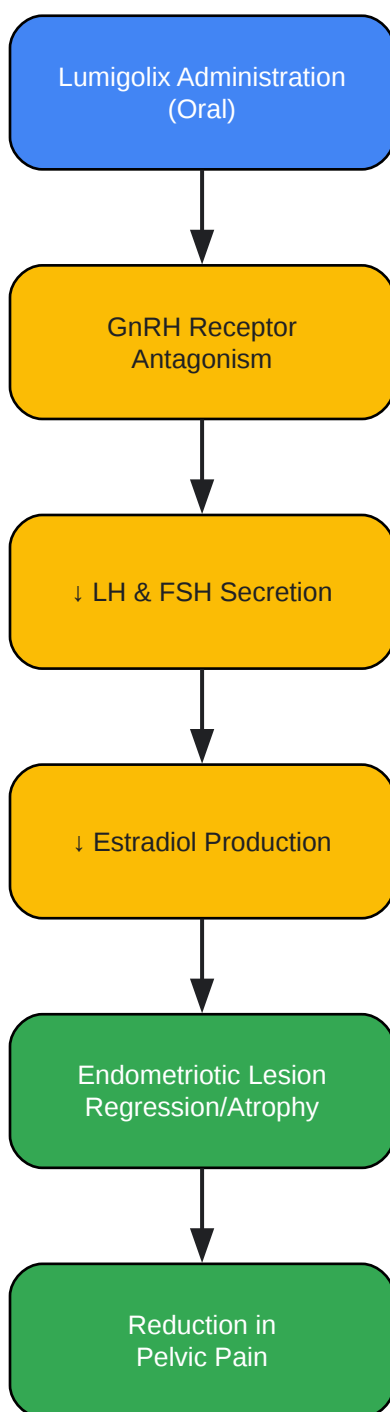 Lumigolix Administration
(Oral)
GnRH Receptor
Antagonism
↓ LH & FSH Secretion
↓ Estradiol Production
Endometriotic Lesion
Regression/Atrophy
Reduction in
Pelvic Pain